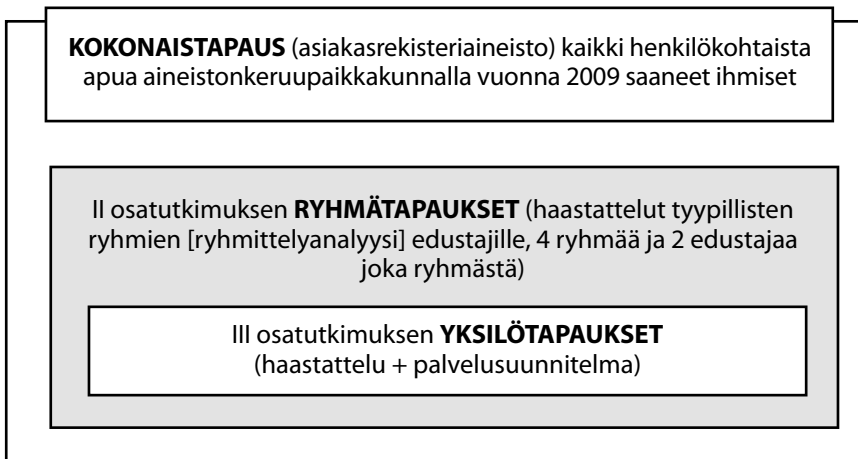 KOKONAISTAPAUS (asiakasrekisteriaineisto) kaikki henkilökohtaista
apua aineistonkeruupaikkakunnalla vuonna 2009 saaneet ihmiset
II osatutkimuksen RYHMÄTAPAUKSET (haastattelut tyypillisten
ryhmien [ryhmittelyanalyysi] edustajille, 4 ryhmää ja 2 edustajaa
joka ryhmästä)
III osatutkimuksen YKSILÖTAPAUKSET
(haastattelu + palvelusuunnitelma)